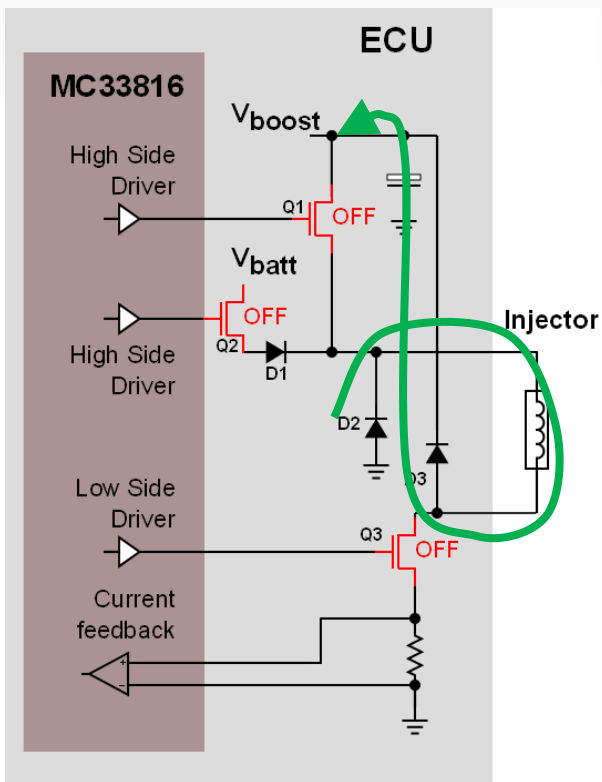 ECU
MC33816
Vboost
High Side
Driver
Q1
OFF
Vbatt
OFF
Injector
Q2
D1
High Side
Driver
D2
D3
Low Side
Driver
Q3
OFF
Current
feedback
+
−